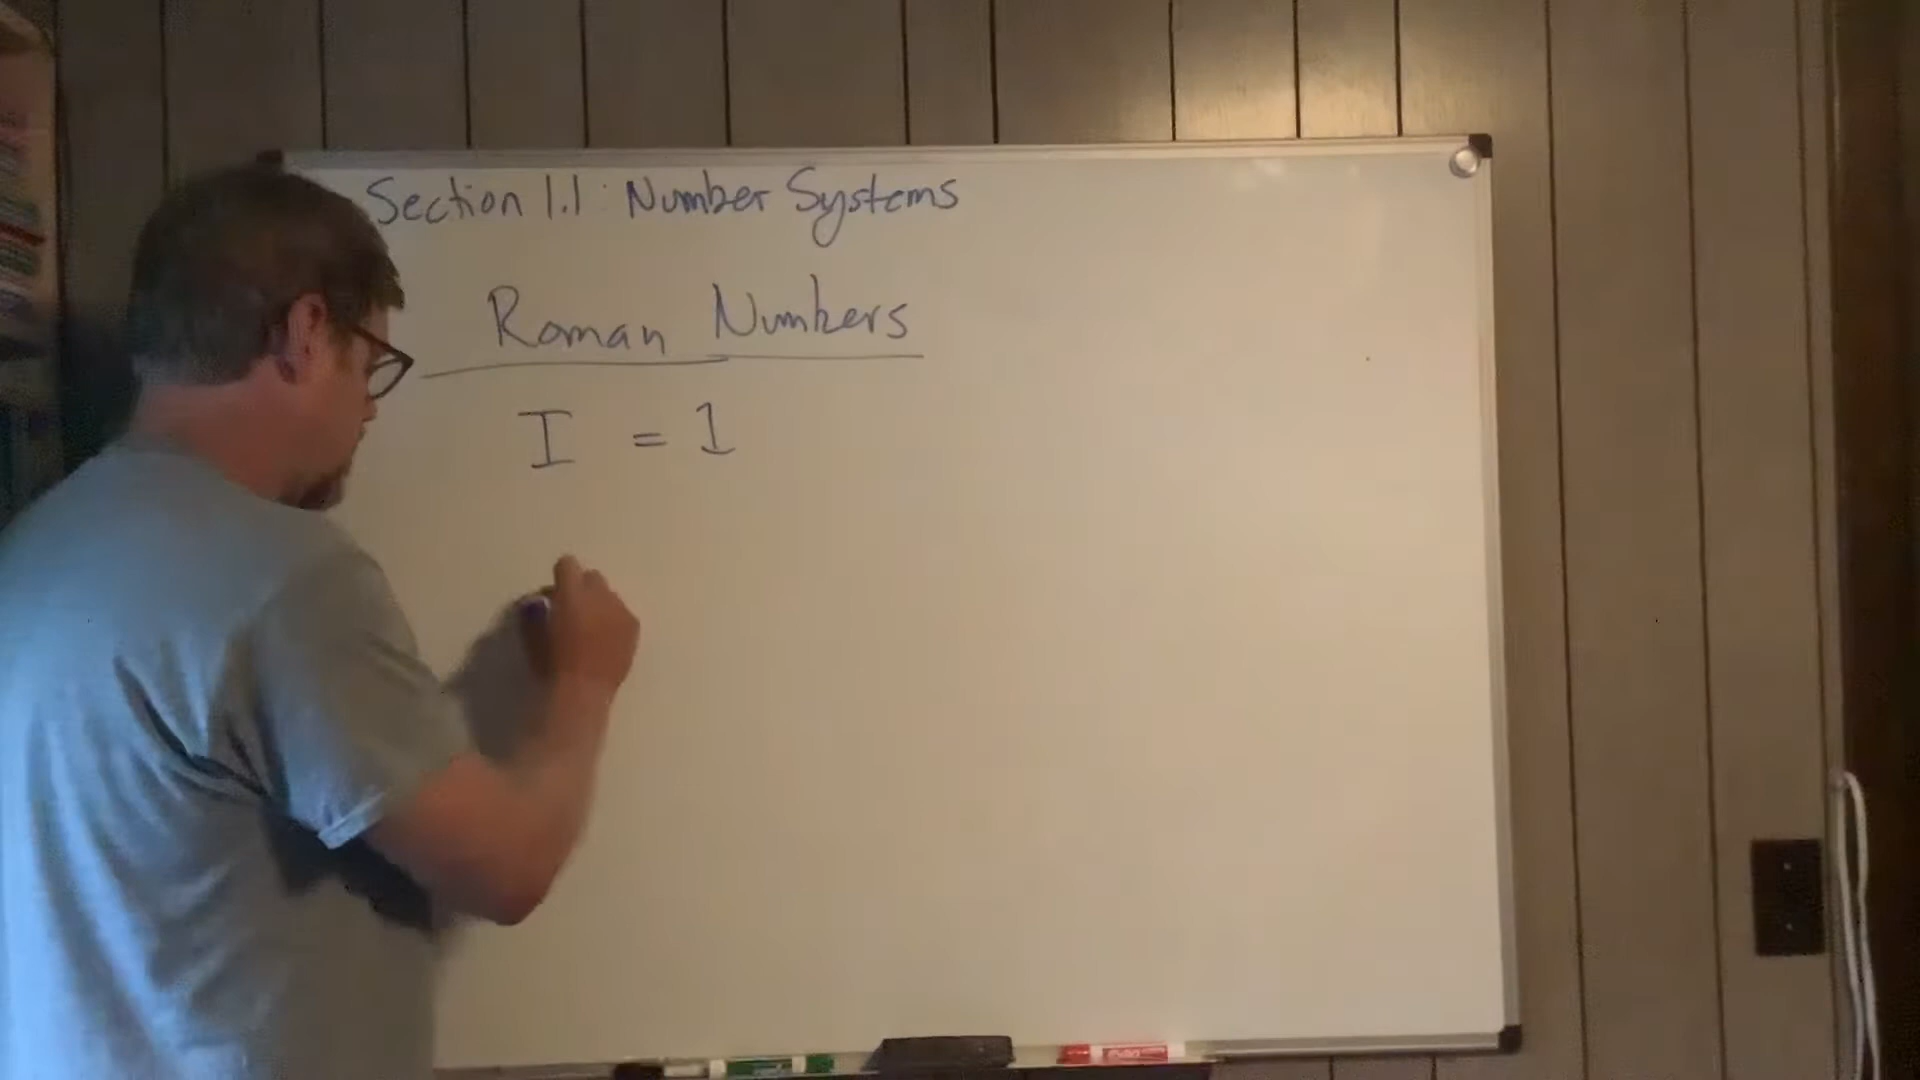 Section 1.1: Number Systems
Roman Numbers
I = 1